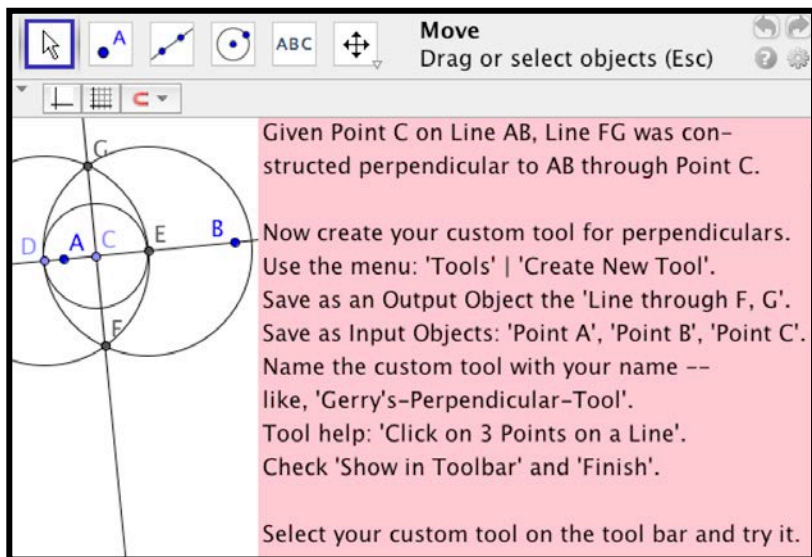 A
ABC
Move
Drag or select objects (Esc)
?
Given Point C on Line AB, Line FG was con-
structed perpendicular to AB through Point C.
Now create your custom tool for perpendiculars.
Use the menu: 'Tools' | 'Create New Tool'.
Save as an Output Object the 'Line through F, G'.
Save as Input Objects: 'Point A', 'Point B', 'Point C'.
Name the custom tool with your name --
like, 'Gerry's-Perpendicular-Tool'.
Tool help: 'Click on 3 Points on a Line'.
Check 'Show in Toolbar' and 'Finish'.
Select your custom tool on the tool bar and try it.
G
D A C E B
F